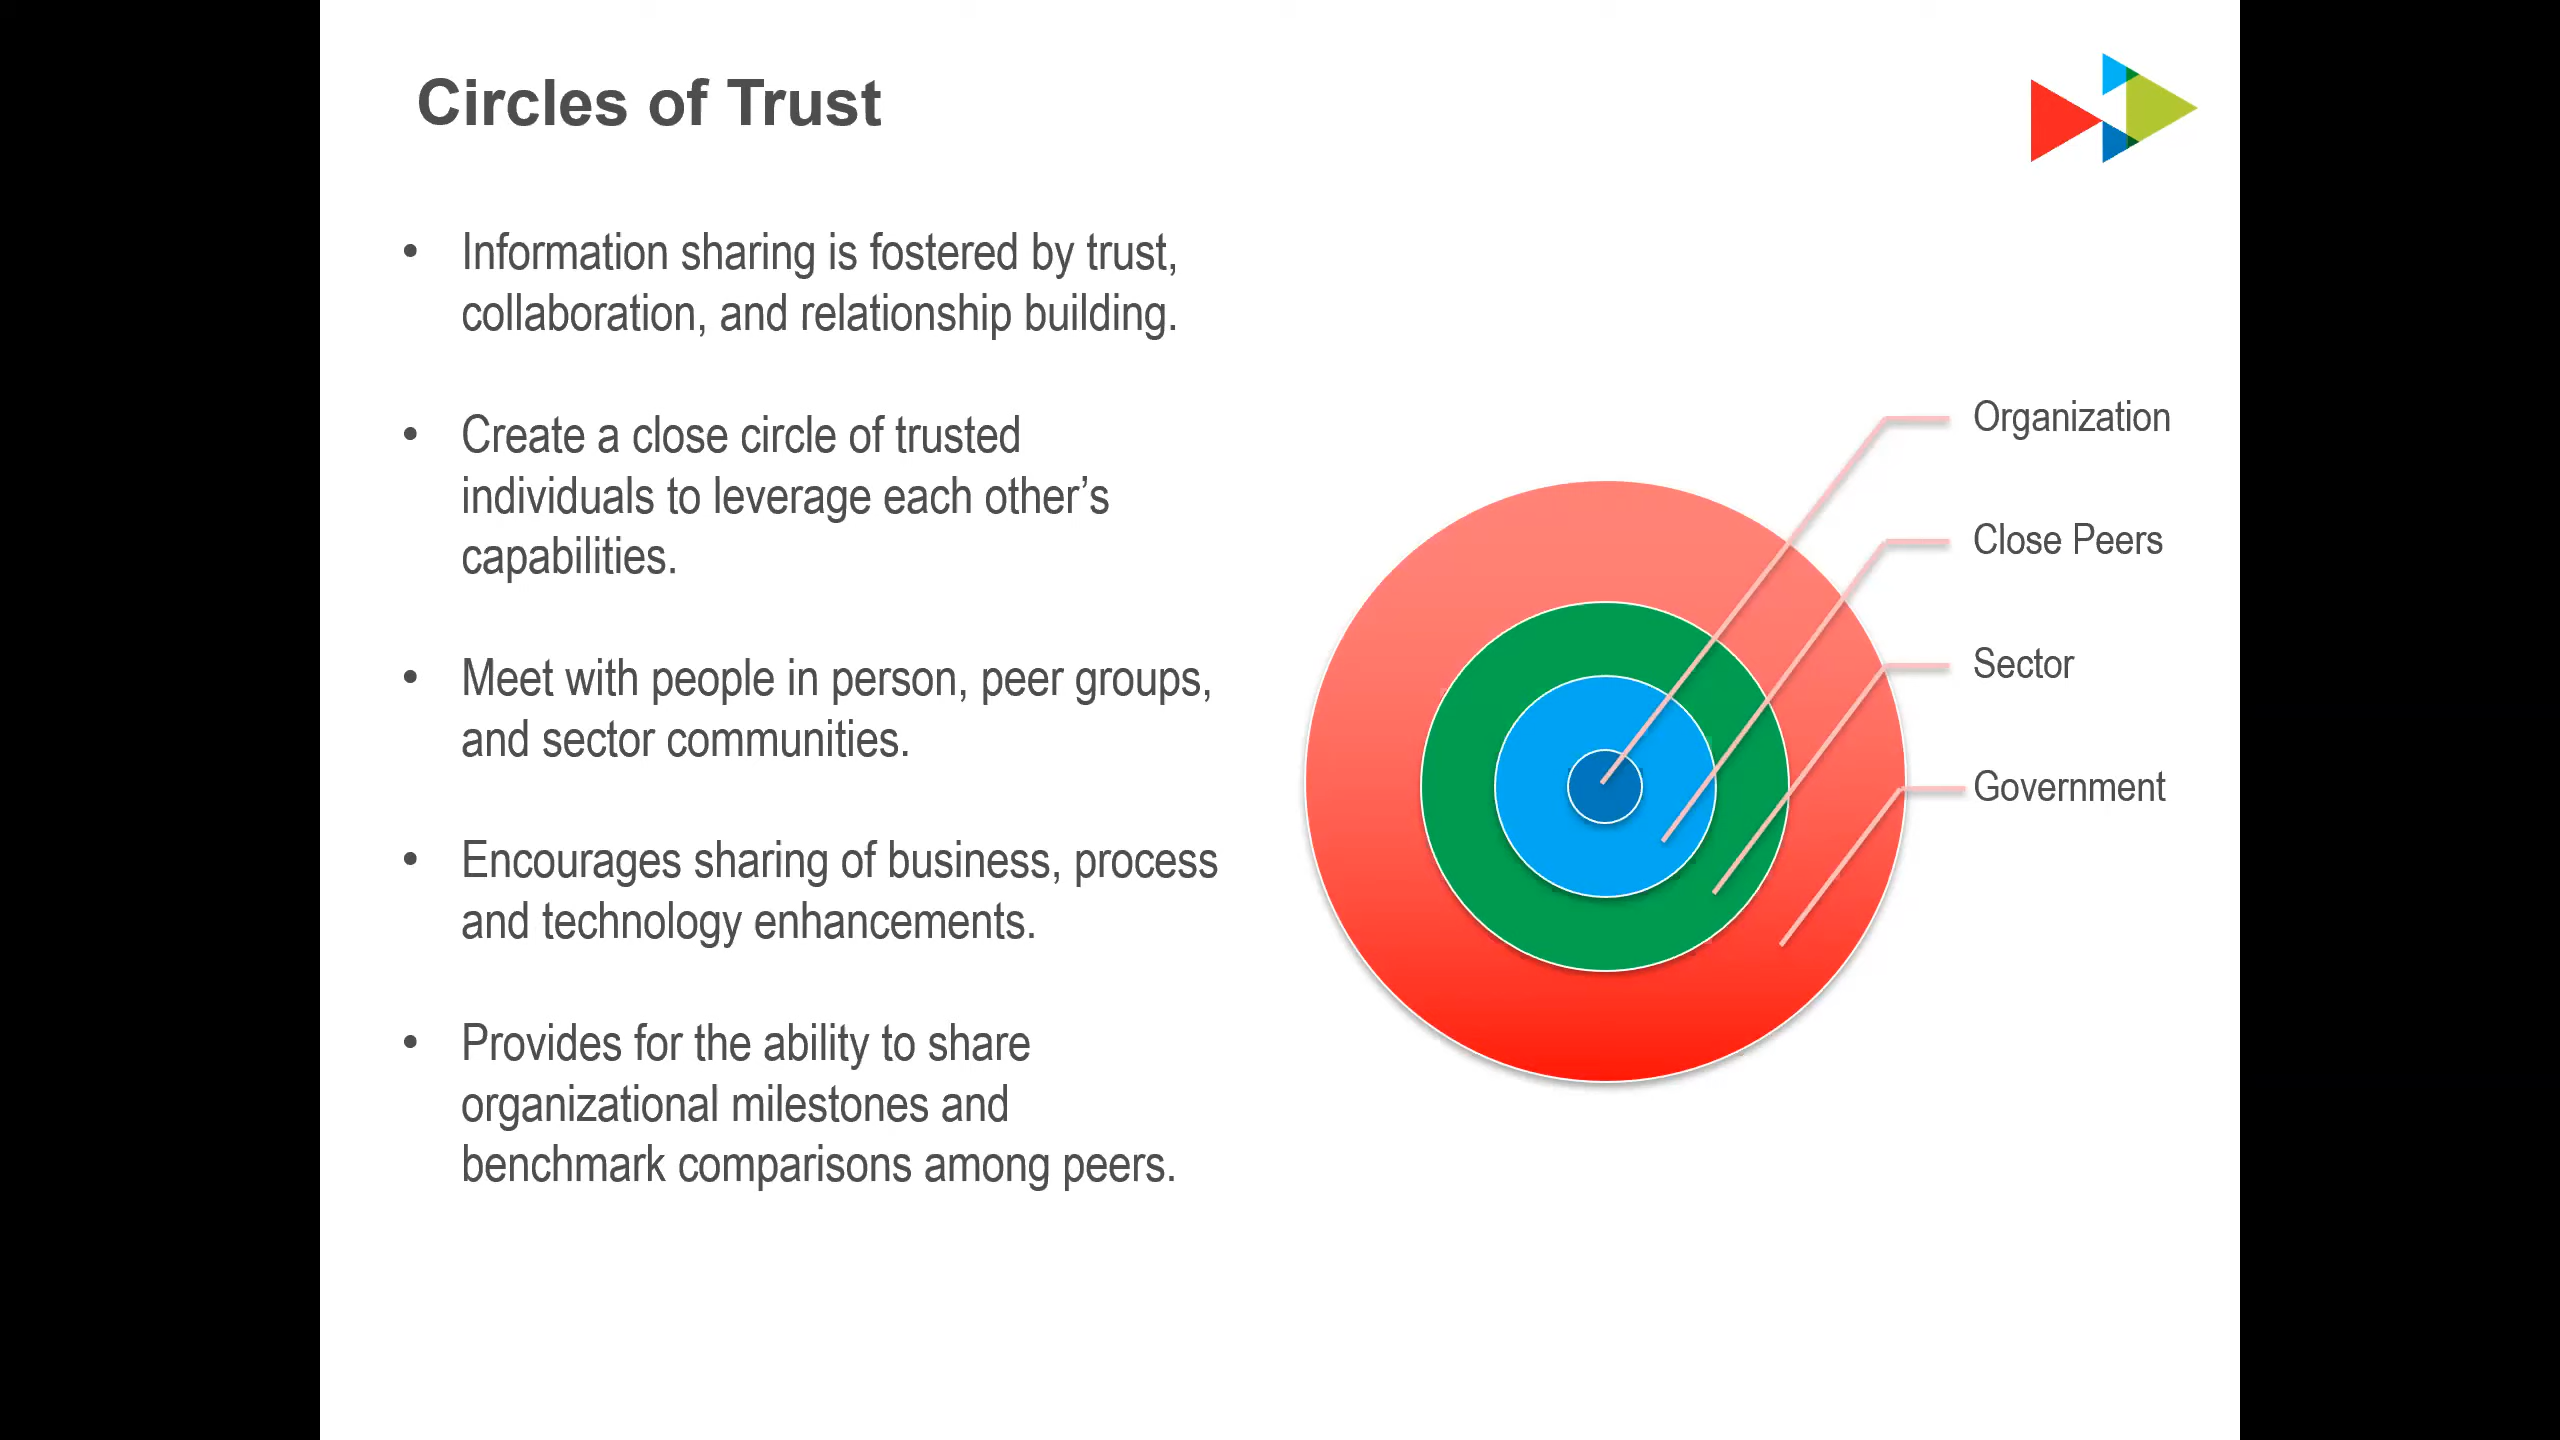 Circles of Trust
• Information sharing is fostered by trust,
collaboration, and relationship building.
• Create a close circle of trusted
individuals to leverage each other’s
capabilities.
• Meet with people in person, peer groups,
and sector communities.
• Encourages sharing of business, process
and technology enhancements.
• Provides for the ability to share
organizational milestones and
benchmark comparisons among peers.
Organization
Close Peers
Sector
Government